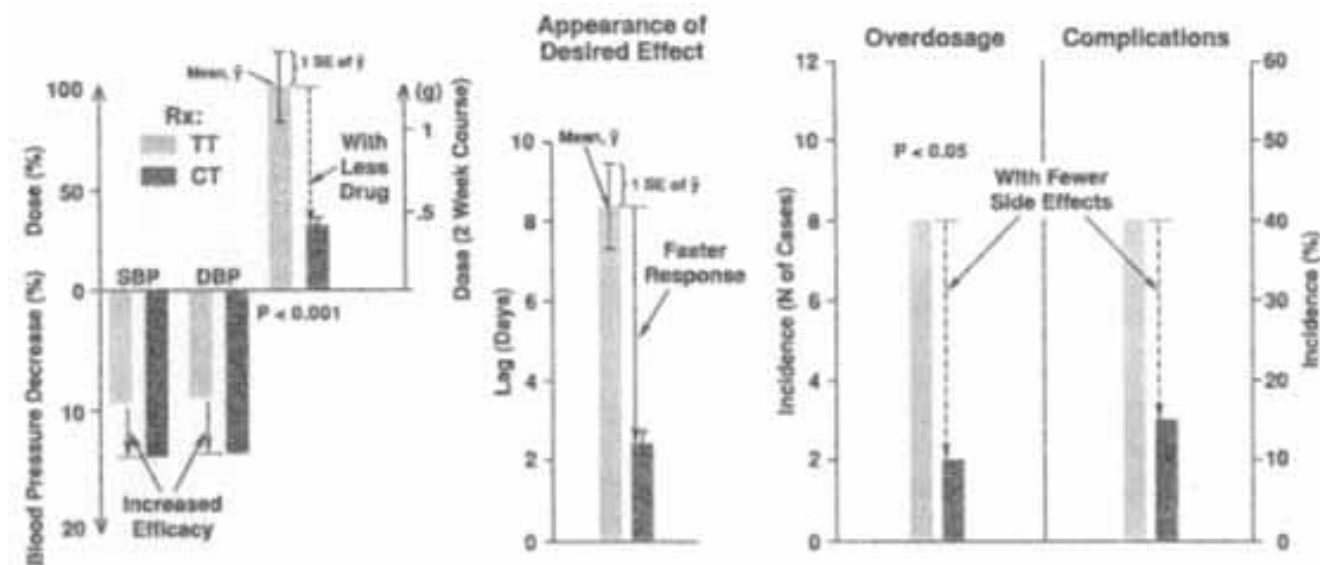 Appearance of
Desired Effect
Overdosage
Complications
1 SE of ȳ
Mean, ȳ
100
(g)
Rx:
TT
CT
With
Less
Drug
1
50
.5
Dose (%)
Dose (2 Week Course)
0
SBP
DBP
P < 0.001
Blood Pressure Decrease (%)
10
Increased
Efficacy
20
10
Mean, ȳ
1 SE of ȳ
8
Faster
Response
6
4
2
0
Lag (Days)
12
10
8
6
4
2
0
Incidence (N of Cases)
P < 0.05
With Fewer
Side Effects
60
50
40
30
20
10
0
Incidence (%)